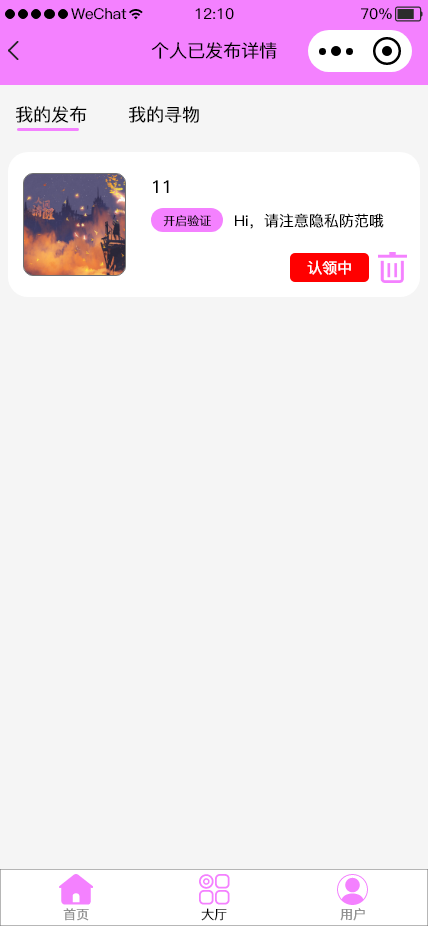 WeChat 12:10 70%
个人已发布详情
我的发布 我的寻物
11
开启验证 Hi，请注意隐私防范哦
认领中
首页 大厅 用户